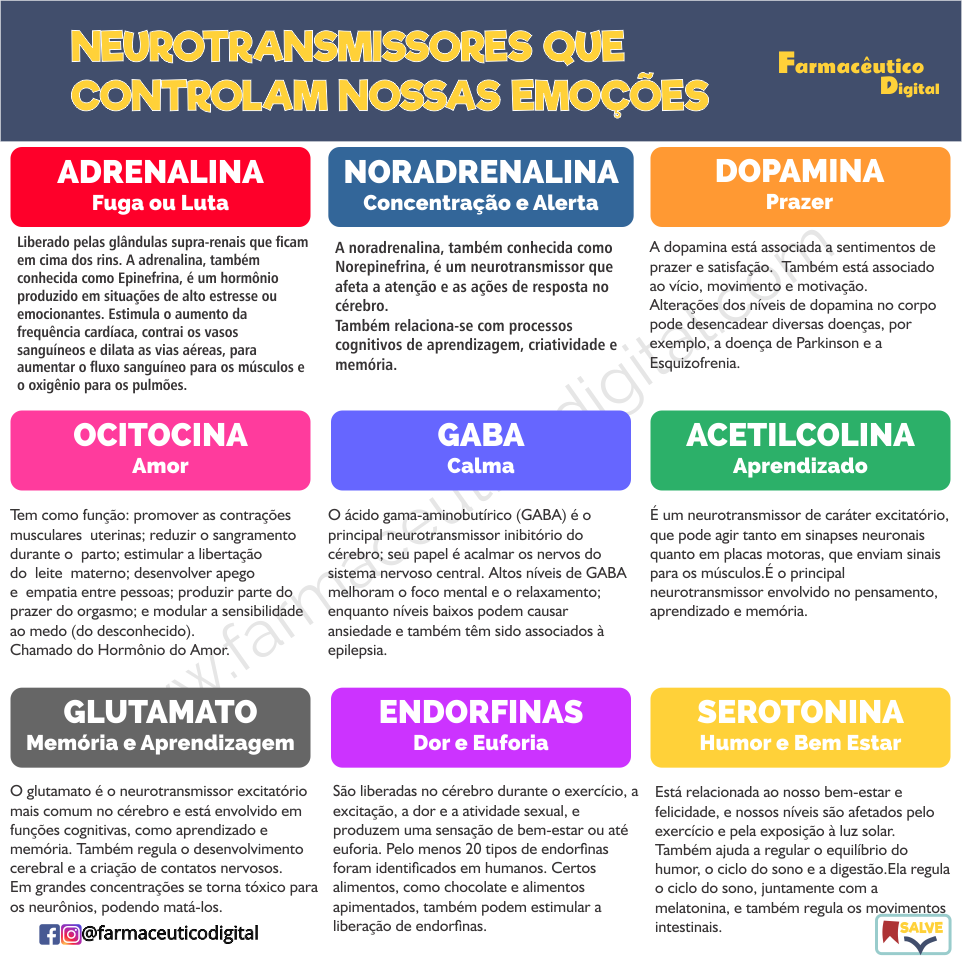 NEUROTRANSMISSORES QUE
CONTROLAM NOSSAS EMOÇÕES
Farmacêutico
Digital
ADRENALINA
Fuga ou Luta
Liberado pelas glândulas supra-renais que ficam
em cima dos rins. A adrenalina, também
conhecida como Epinefrina, é um hormônio
produzido em situações de alto estresse ou
emocionantes. Estimula o aumento da
frequência cardíaca, contrai os vasos
sanguíneos e dilata as vias aéreas, para
aumentar o fluxo sanguíneo para os músculos e
o oxigênio para os pulmões.
NORADRENALINA
Concentração e Alerta
A noradrenalina, também conhecida como
Norepinefrina, é um neurotransmissor que
afeta a atenção e as ações de resposta no
cérebro.
Também relaciona-se com processos
cognitivos de aprendizagem, criatividade e
memória.
DOPAMINA
Prazer
A dopamina está associada a sentimentos de
prazer e satisfação. Também está associado
ao vício, movimento e motivação.
Alterações dos níveis de dopamina no corpo
pode desencadear diversas doenças, por
exemplo, a doença de Parkinson e a
Esquizofrenia.
OCITOCINA
Amor
Tem como função: promover as contrações
musculares uterinas; reduzir o sangramento
durante o parto; estimular a libertação
do leite materno; desenvolver apego
e empatia entre pessoas; produzir parte do
prazer do orgasmo; e modular a sensibilidade
ao medo (do desconhecido).
Chamado do Hormônio do Amor.
GABA
Calma
O ácido gama-aminobutírico (GABA) é o
principal neurotransmissor inibitório do
cérebro; seu papel é acalmar os nervos do
sistema nervoso central. Altos níveis de GABA
melhoram o foco mental e o relaxamento;
enquanto níveis baixos podem causar
ansiedade e também têm sido associados à
epilepsia.
ACETILCOLINA
Aprendizado
É um neurotransmissor de caráter excitatório,
que pode agir tanto em sinapses neuronais
quanto em placas motoras, que enviam sinais
para os músculos.É o principal
neurotransmissor envolvido no pensamento,
aprendizado e memória.
GLUTAMATO
Memória e Aprendizagem
O glutamato é o neurotransmissor excitatório
mais comum no cérebro e está envolvido em
funções cognitivas, como aprendizado e
memória. Também regula o desenvolvimento
cerebral e a criação de contatos nervosos.
Em grandes concentrações se torna tóxico para
os neurônios, podendo matá-los.
ENDORFINAS
Dor e Euforia
São liberadas no cérebro durante o exercício, a
excitação, a dor e a atividade sexual, e
produzem uma sensação de bem-estar ou até
euforia. Pelo menos 20 tipos de endorfinas
foram identificados em humanos. Certos
alimentos, como chocolate e alimentos
apimentados, também podem estimular a
liberação de endorfinas.
SEROTONINA
Humor e Bem Estar
Está relacionada ao nosso bem-estar e
felicidade, e nossos níveis são afetados pelo
exercício e pela exposição à luz solar.
Também ajuda a regular o equilíbrio do
humor, o ciclo do sono e a digestão.Ela regula
o ciclo do sono, juntamente com a
melatonina, e também regula os movimentos
intestinais.
@farmaceuticodigital
SALVE